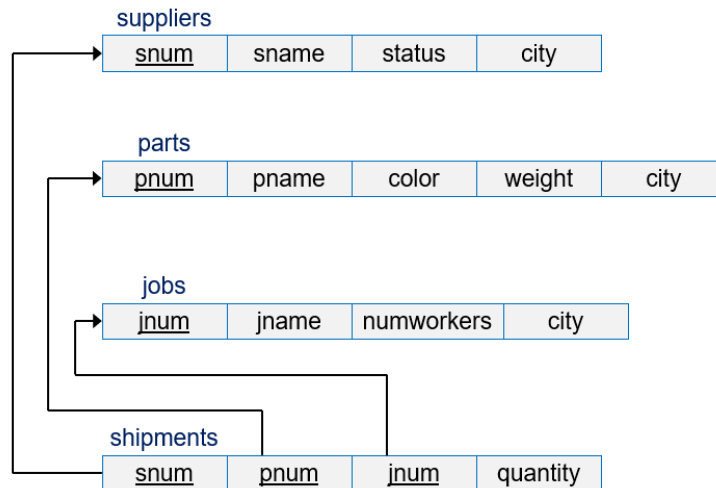 suppliers
snum sname status city
parts
pnum pname color weight city
jobs
jnum jname numworkers city
shipments
snum pnum jnum quantity